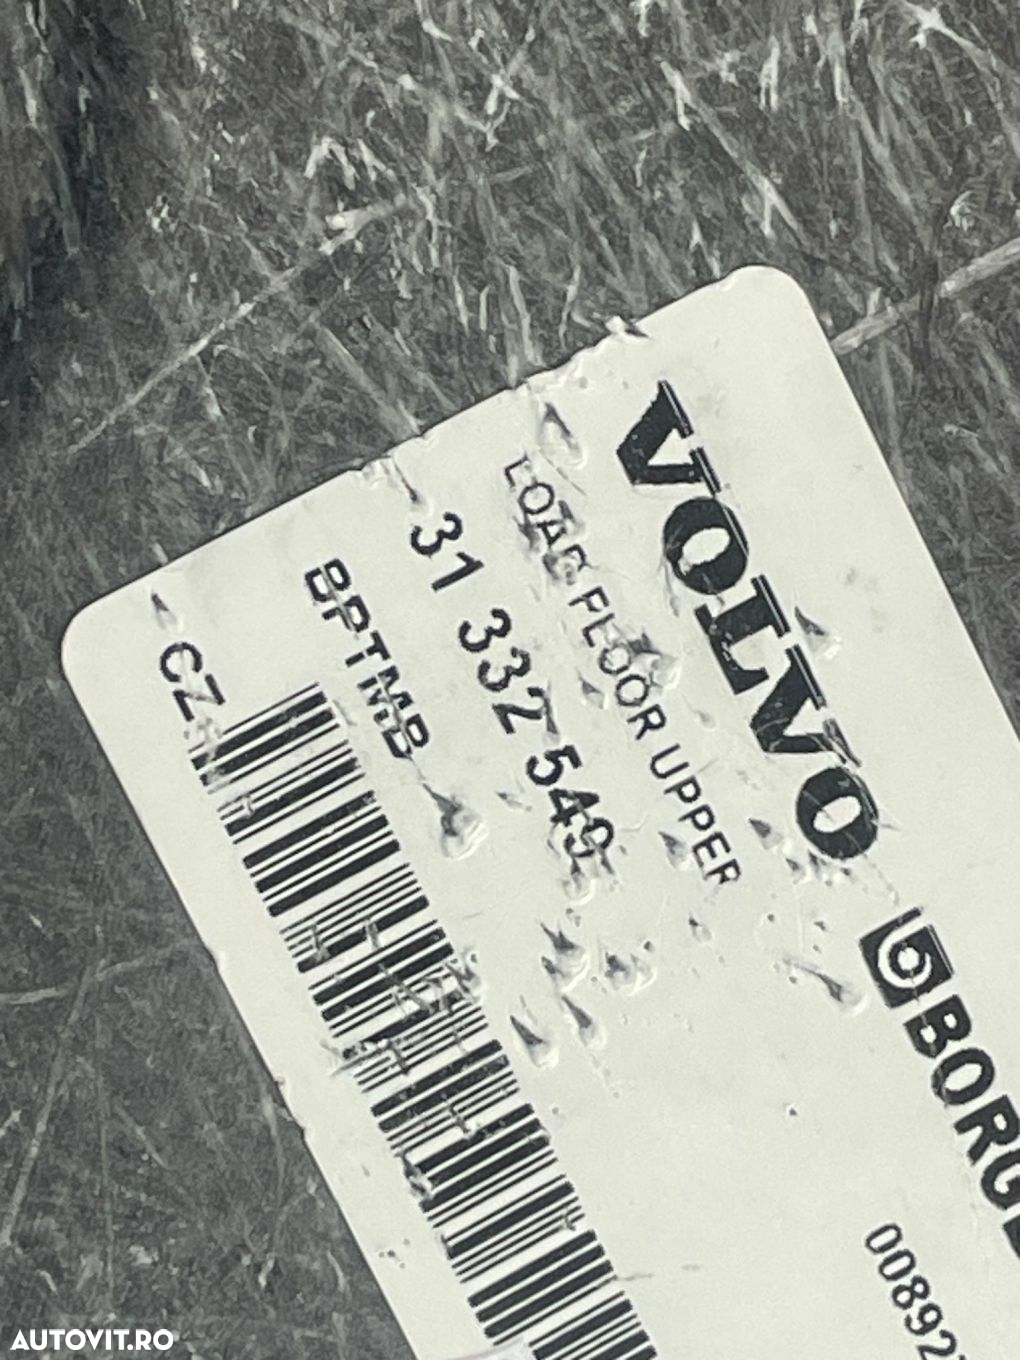 VOLVO
LOAD FLOOR UPPER
31 332 549
BPTMB
CZ
BORG
00892
AUTOVIT.RO